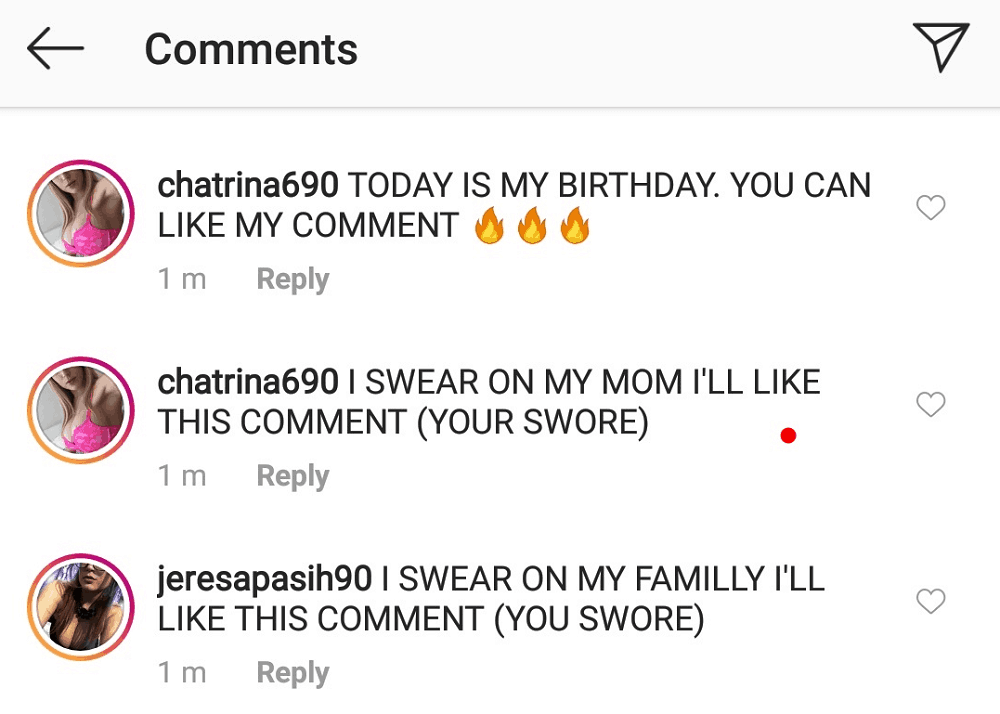 Comments
chatrina690 TODAY IS MY BIRTHDAY. YOU CAN
LIKE MY COMMENT 🔥🔥🔥
1 m Reply
chatrina690 I SWEAR ON MY MOM I'LL LIKE
THIS COMMENT (YOUR SWORE)
1 m Reply
jeresapasih90 I SWEAR ON MY FAMILLY I'LL
LIKE THIS COMMENT (YOU SWORE)
1 m Reply